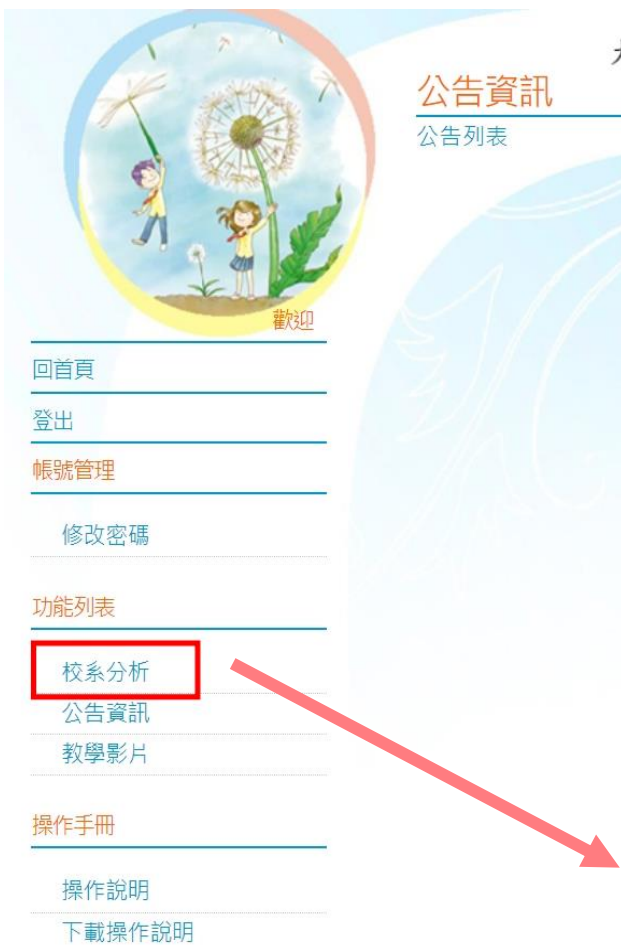 公告資訊
公告列表
歡迎
回首頁
登出
帳號管理
修改密碼
功能列表
校系分析
公告資訊
教學影片
操作手冊
操作說明
下載操作說明